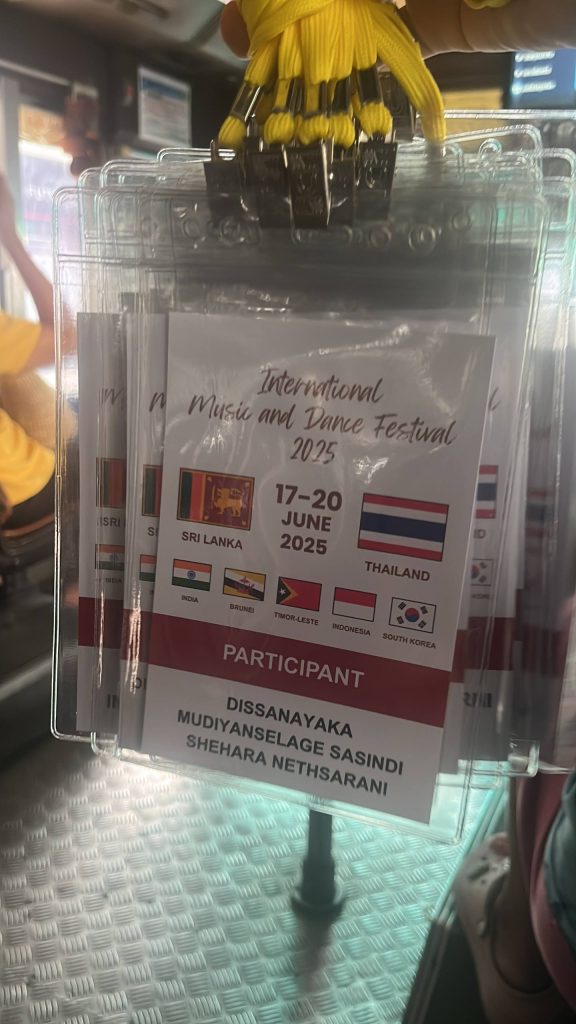 International
Music and Dance Festival
2025
17-20
JUNE
2025
SRI LANKA
THAILAND
INDIA
BRUNEI
TIMOR-LESTE
INDONESIA
SOUTH KOREA
PARTICIPANT
DISSANAYAKA
MUDIYANSELAGE SASINDI
SHEHARA NETHSARANI